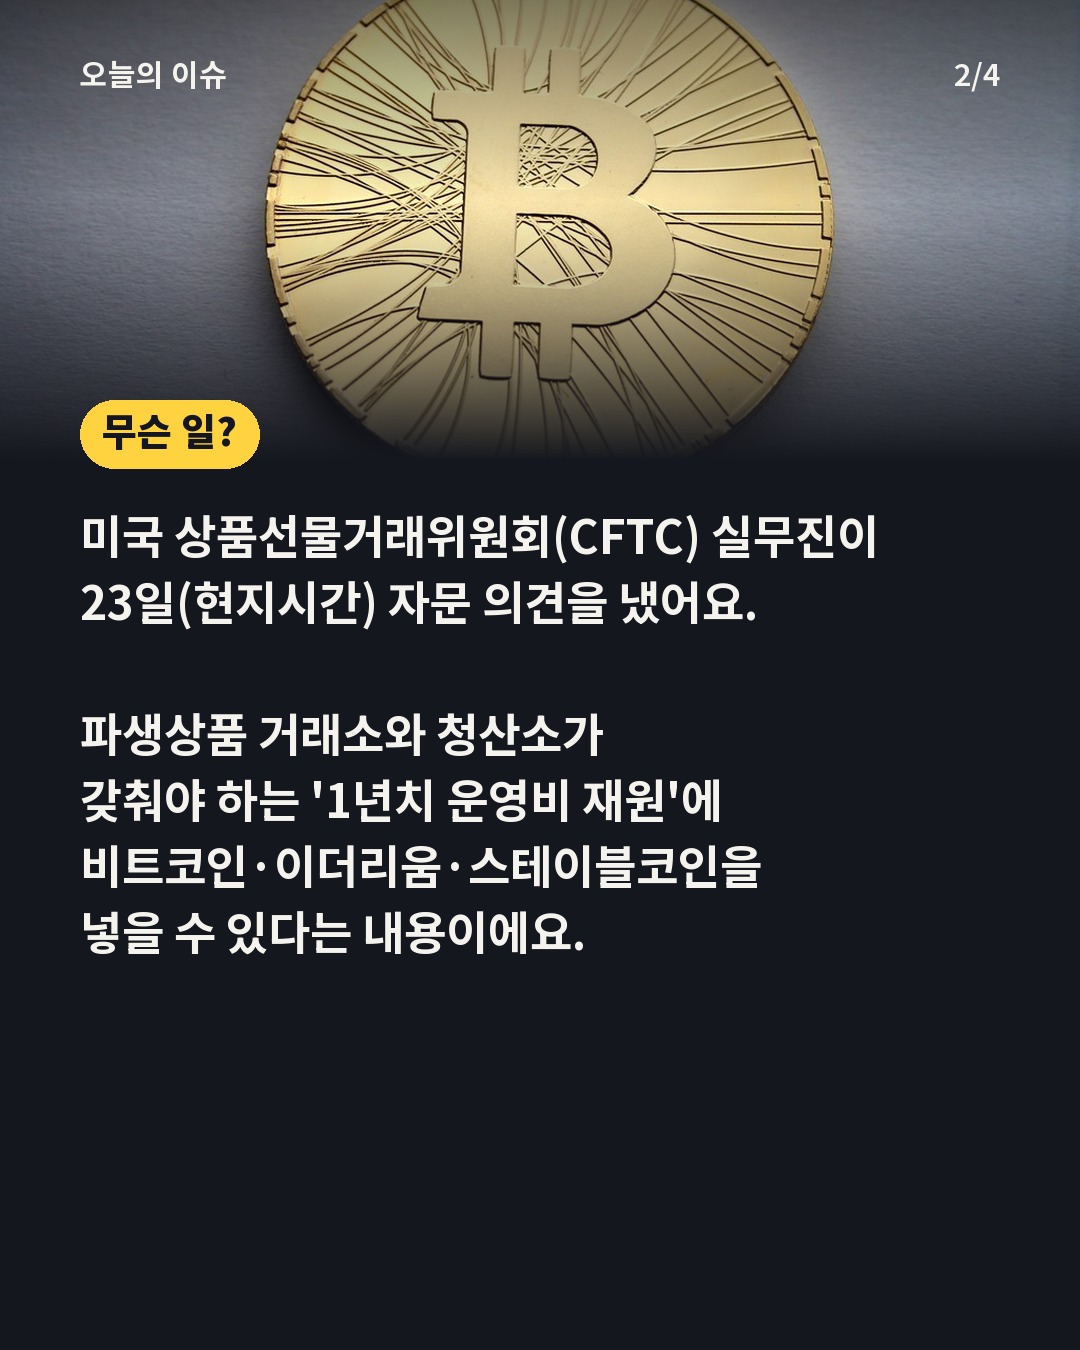 오늘의 이슈
2/4
무슨 일?
미국 상품선물거래위원회(CFTC) 실무진이
23일(현지시간) 자문 의견을 냈어요.
파생상품 거래소와 청산소가
갖춰야 하는 '1년치 운영비 재원'에
비트코인·이더리움·스테이블코인을
넣을 수 있다는 내용이에요.